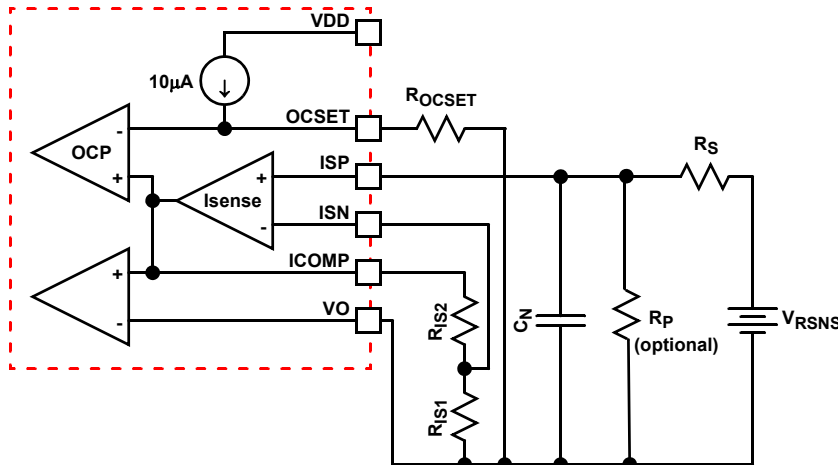 VDD
10µA
OCSET
ROCSET
-
OCP
+
ISP
RS
+
Isense
ISN
-
ICOMP
+
VO
-
RIS2
CN
RP
(optional)
VRSNS
RIS1